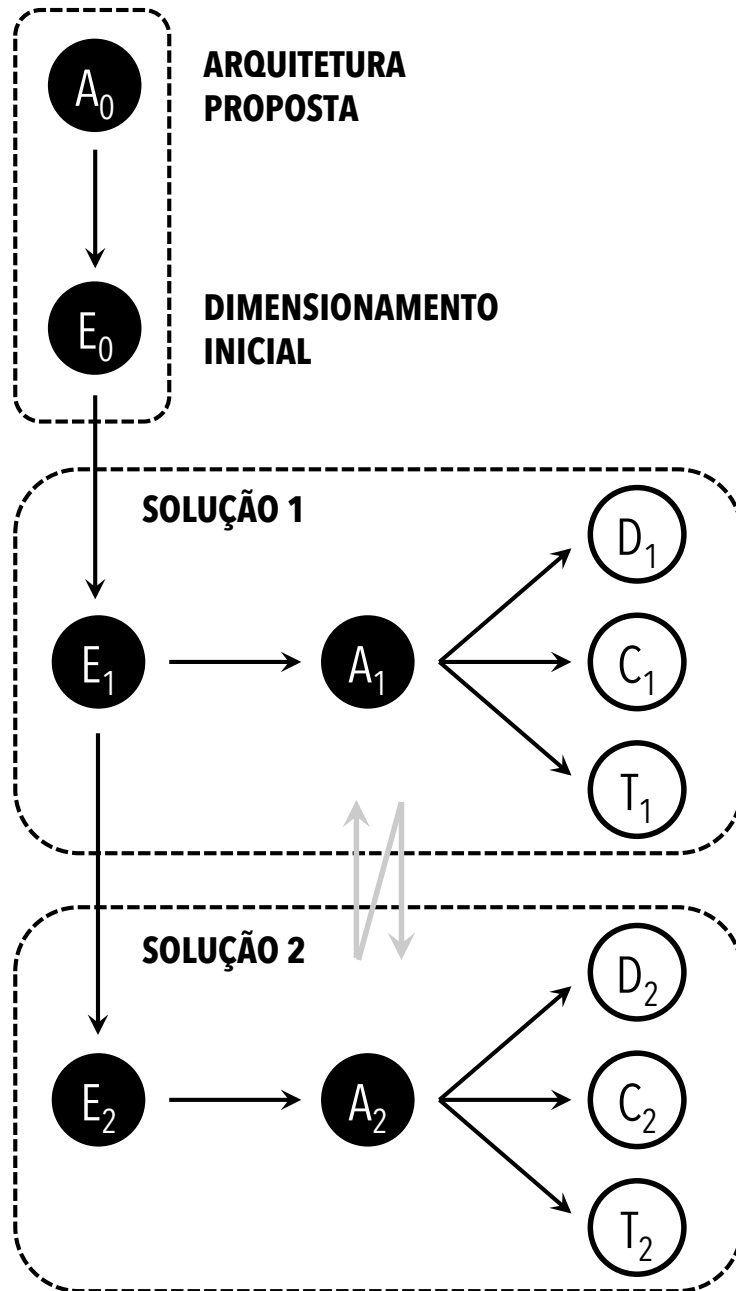 A₀
ARQUITETURA
PROPOSTA
E₀
DIMENSIONAMENTO
INICIAL
SOLUÇÃO 1
D₁
E₁
A₁
C₁
T₁
SOLUÇÃO 2
D₂
E₂
A₂
C₂
T₂